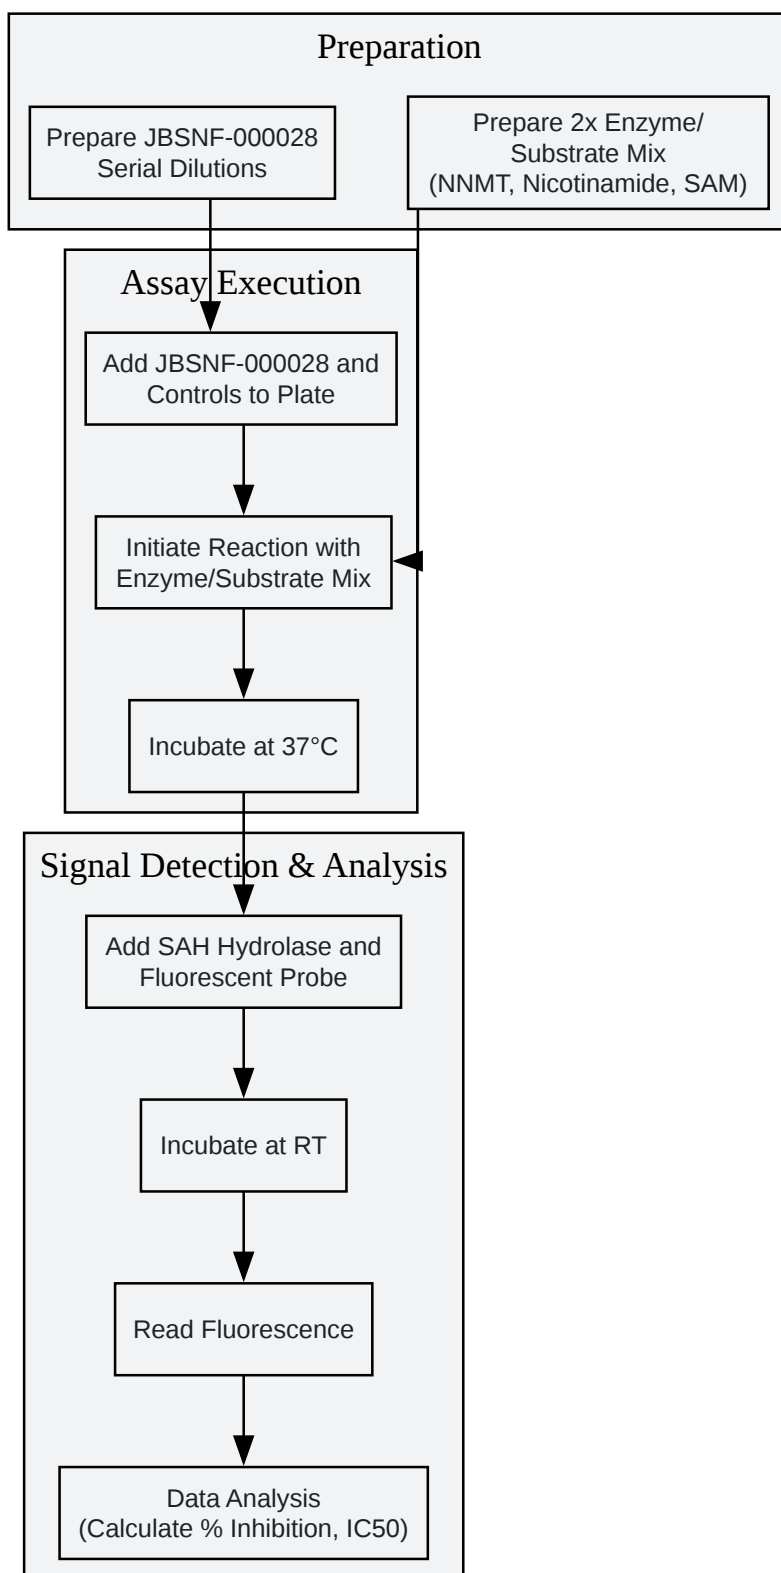 Preparation
Prepare JBSNF-000028
Serial Dilutions
Prepare 2x Enzyme/
Substrate Mix
(NNMT, Nicotinamide, SAM)
Assay Execution
Add JBSNF-000028 and
Controls to Plate
Initiate Reaction with
Enzyme/Substrate Mix
Incubate at 37°C
Signal Detection & Analysis
Add SAH Hydrolase and
Fluorescent Probe
Incubate at RT
Read Fluorescence
Data Analysis
(Calculate % Inhibition, IC50)